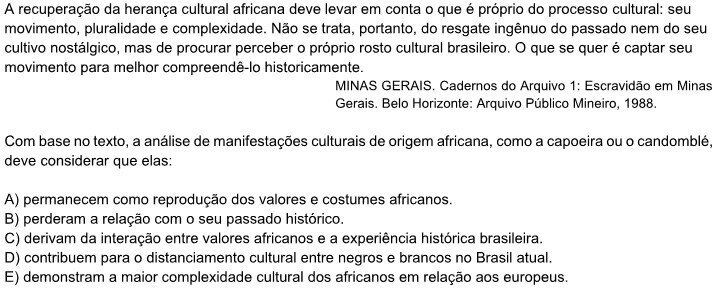 A recuperação da herança cultural africana deve levar em conta o que é próprio do processo cultural: seu
movimento, pluralidade e complexidade. Não se trata, portanto, do resgate ingênuo do passado nem do seu
cultivo nostálgico, mas de procurar perceber o próprio rosto cultural brasileiro. O que se quer é captar seu
movimento para melhor compreendê-lo historicamente.
MINAS GERAIS. Cadernos do Arquivo 1: Escravidão em Minas
Gerais. Belo Horizonte: Arquivo Público Mineiro, 1988.
Com base no texto, a análise de manifestações culturais de origem africana, como a capoeira ou o candomblé,
deve considerar que elas:
A) permanecem como reprodução dos valores e costumes africanos.
B) perderam a relação com o seu passado histórico.
C) derivam da interação entre valores africanos e a experiência histórica brasileira.
D) contribuem para o distanciamento cultural entre negros e brancos no Brasil atual.
E) demonstram a maior complexidade cultural dos africanos em relação aos europeus.